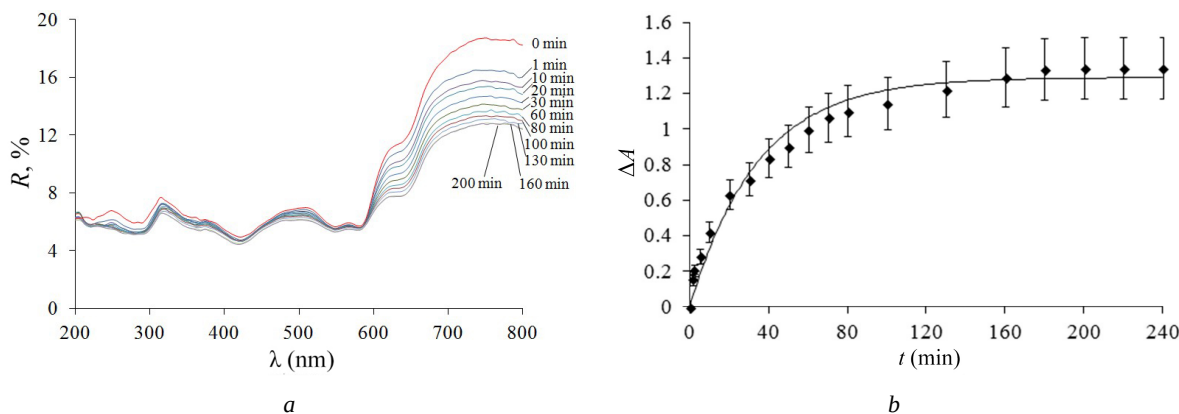 R, %
20
16
12
8
4
0
200 300 400 500 600 700 800
λ (nm)
0 min
1 min
10 min
20 min
30 min
60 min
80 min
100 min
130 min
200 min 160 min
a
ΔA
1.6
1.4
1.2
1
0.8
0.6
0.4
0.2
0
0 40 80 120 160 200 240
t (min)
b